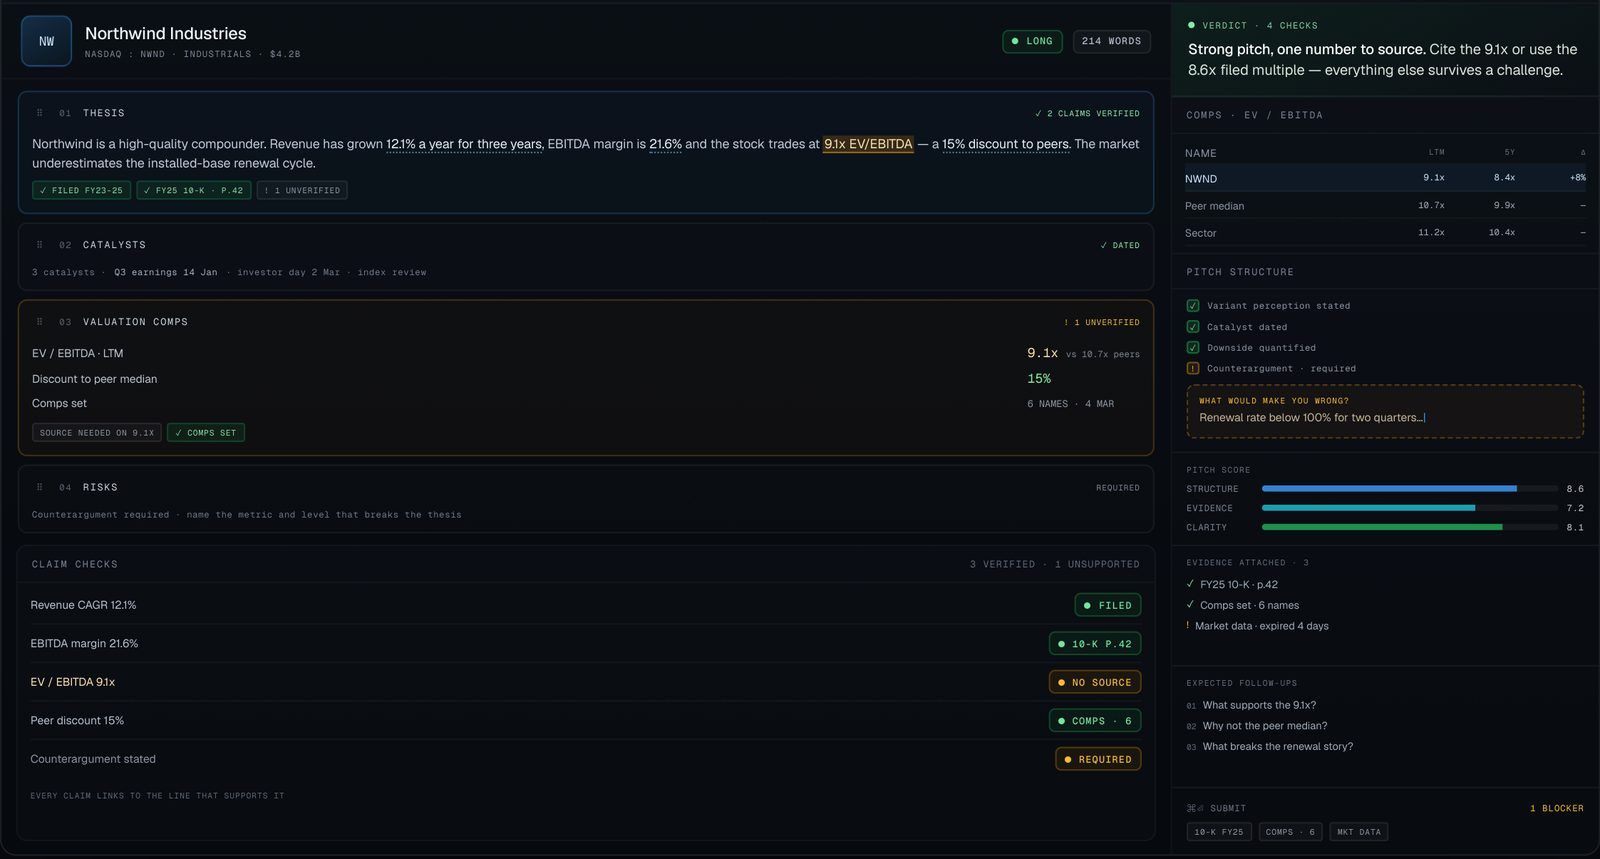 NW
Northwind Industries
NASDAQ : NWND · INDUSTRIALS · $4.2B
LONG
214 WORDS
01 THESIS
✓ 2 CLAIMS VERIFIED
Northwind is a high-quality compounder. Revenue has grown 12.1% a year for three years, EBITDA margin is 21.6% and the stock trades at 9.1x EV/EBITDA — a 15% discount to peers. The market
underestimates the installed-base renewal cycle.
✓ FILED FY23-25
✓ FY25 10-K · P.42
! 1 UNVERIFIED
02 CATALYSTS
✓ DATED
3 catalysts · Q3 earnings 14 Jan · investor day 2 Mar · index review
03 VALUATION COMPS
! 1 UNVERIFIED
EV / EBITDA · LTM
9.1x vs 10.7x peers
Discount to peer median
15%
Comps set
6 NAMES · 4 MAR
SOURCE NEEDED ON 9.1X
✓ COMPS SET
04 RISKS
REQUIRED
Counterargument required · name the metric and level that breaks the thesis
CLAIM CHECKS
3 VERIFIED · 1 UNSUPPORTED
Revenue CAGR 12.1%
FILED
EBITDA margin 21.6%
10-K P.42
EV / EBITDA 9.1x
NO SOURCE
Peer discount 15%
COMPS · 6
Counterargument stated
REQUIRED
EVERY CLAIM LINKS TO THE LINE THAT SUPPORTS IT
VERDICT · 4 CHECKS
Strong pitch, one number to source. Cite the 9.1x or use the
8.6x filed multiple — everything else survives a challenge.
COMPS · EV / EBITDA
NAME LTM 5Y Δ
NWND 9.1x 8.4x +8%
Peer median 10.7x 9.9x —
Sector 11.2x 10.4x —
PITCH STRUCTURE
✓ Variant perception stated
✓ Catalyst dated
✓ Downside quantified
! Counterargument · required
WHAT WOULD MAKE YOU WRONG?
Renewal rate below 100% for two quarters…
PITCH SCORE
STRUCTURE 8.6
EVIDENCE 7.2
CLARITY 8.1
EVIDENCE ATTACHED · 3
✓ FY25 10-K · p.42
✓ Comps set · 6 names
! Market data · expired 4 days
EXPECTED FOLLOW-UPS
01 What supports the 9.1x?
02 Why not the peer median?
03 What breaks the renewal story?
⌘⏎ SUBMIT
1 BLOCKER
10-K FY25
COMPS · 6
MKT DATA